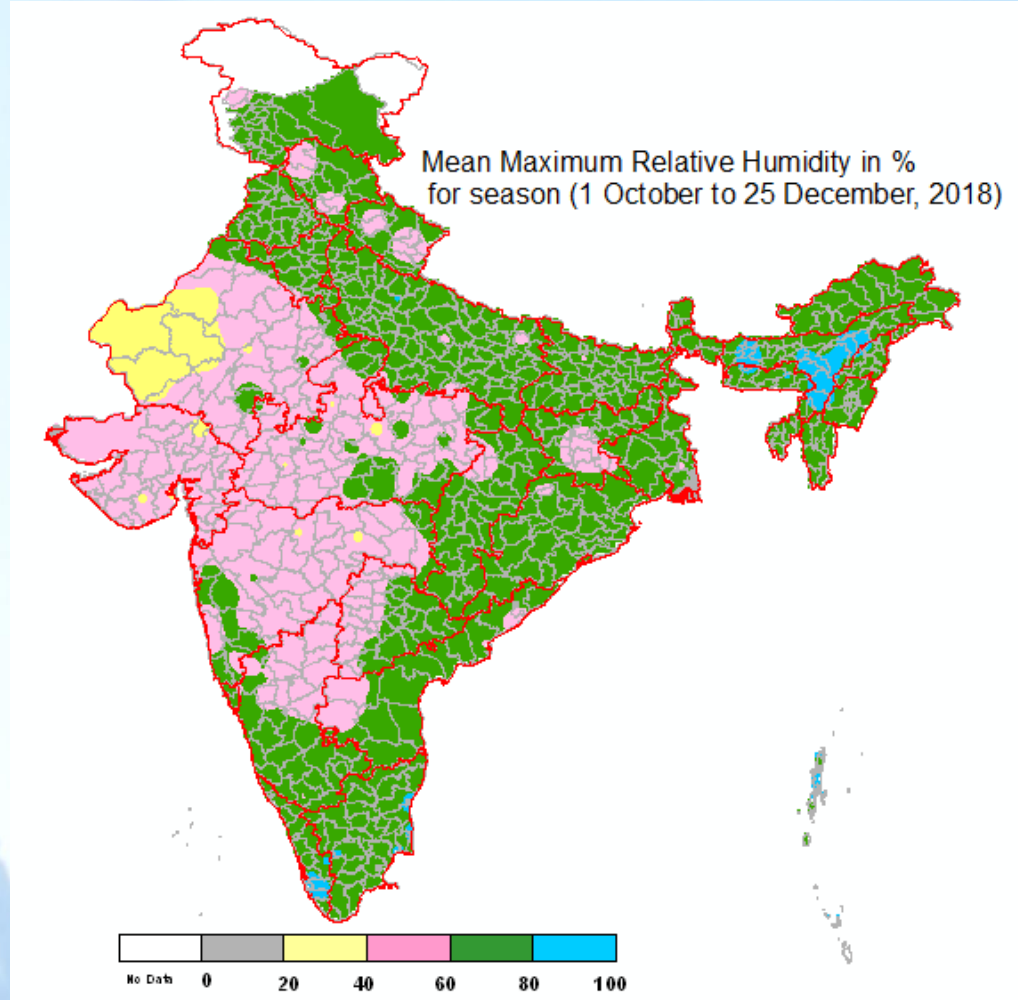 Mean Maximum Relative Humidity in %
for season (1 October to 25 December, 2018)
No Data 0 20 40 60 80 100